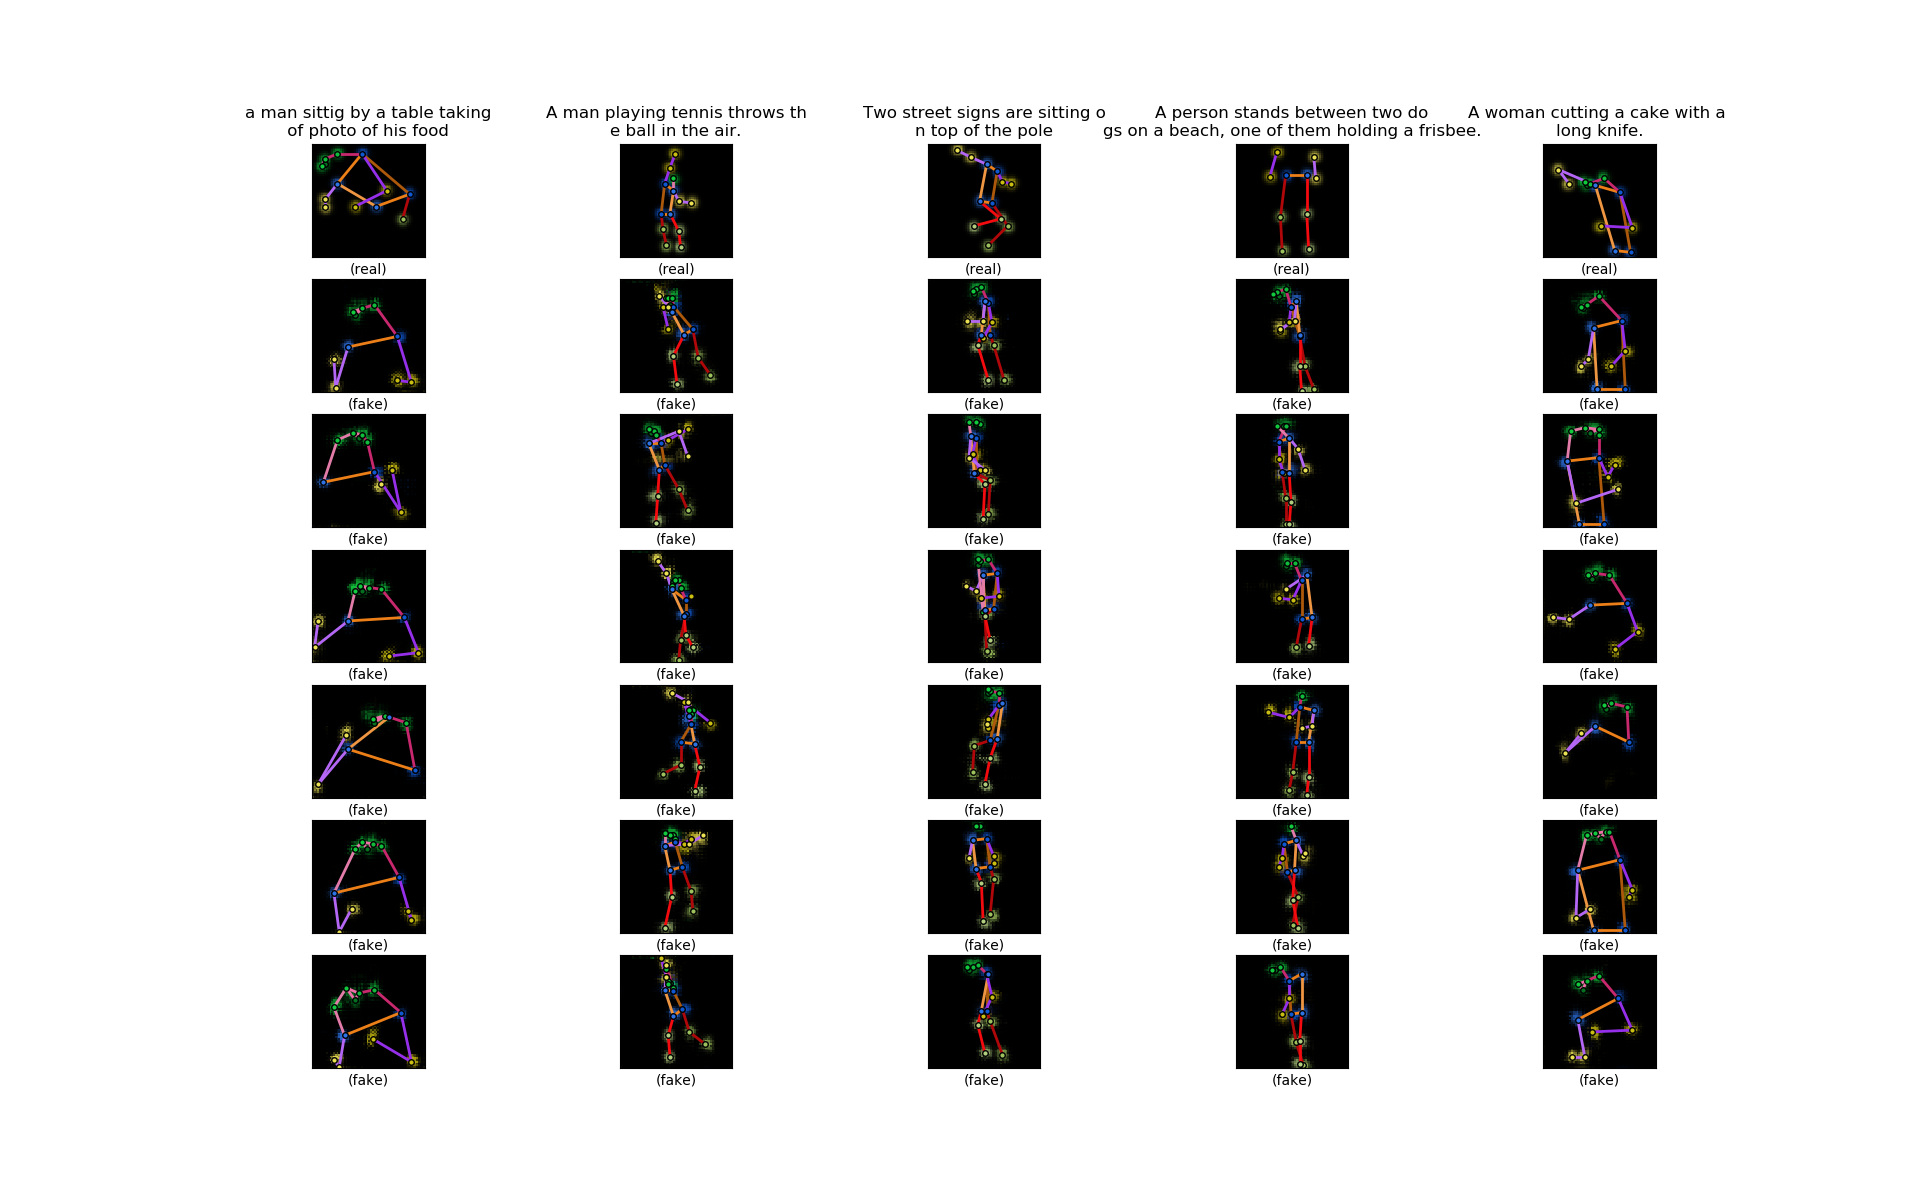 a man sittig by a table taking
of photo of his food
A man playing tennis throws th
e ball in the air.
Two street signs are sitting o
n top of the pole
A person stands between two do
gs on a beach, one of them holding a frisbee.
A woman cutting a cake with a
long knife.
(real) (real) (real) (real) (real)
(fake) (fake) (fake) (fake) (fake)
(fake) (fake) (fake) (fake) (fake)
(fake) (fake) (fake) (fake) (fake)
(fake) (fake) (fake) (fake) (fake)
(fake) (fake) (fake) (fake) (fake)
(fake) (fake) (fake) (fake) (fake)